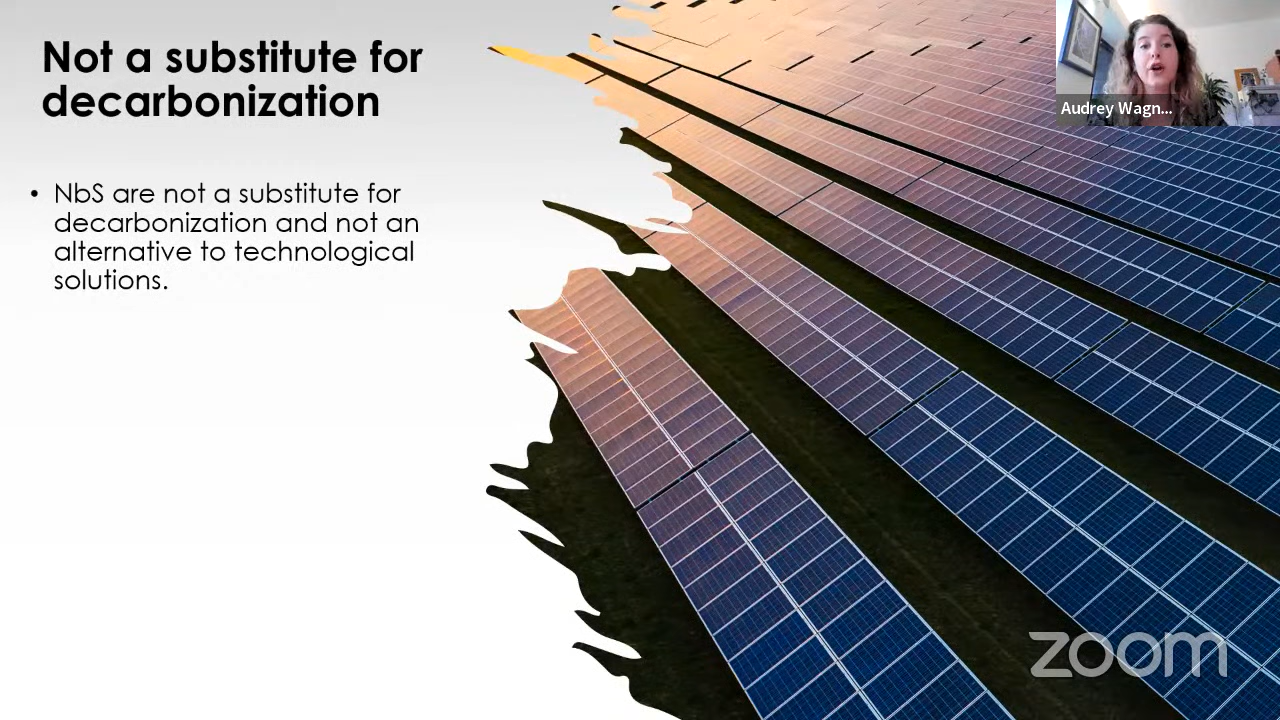 Not a substitute for
decarbonization
• NbS are not a substitute for
decarbonization and not an
alternative to technological
solutions.
Audrey Wagn...
zoom